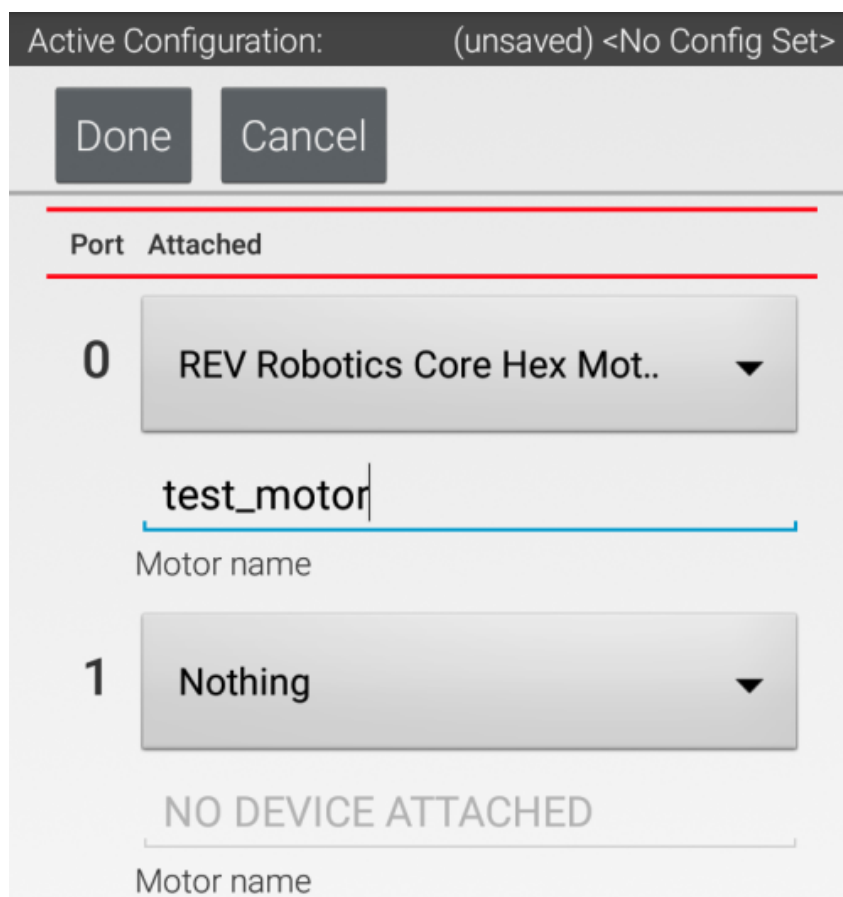 Active Configuration: (unsaved) <No Config Set>
Done Cancel
Port Attached
0 REV Robotics Core Hex Mot..
test_motor
Motor name
1 Nothing
NO DEVICE ATTACHED
Motor name